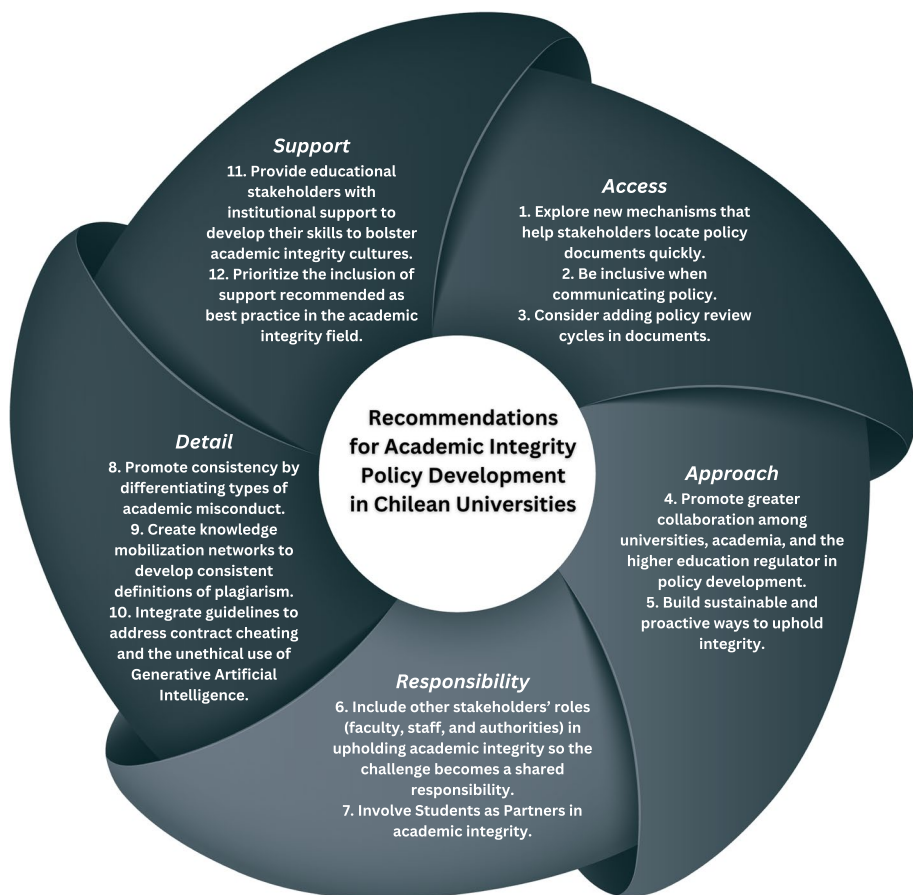 Recommendations
for Academic Integrity
Policy Development
in Chilean Universities
Access
1. Explore new mechanisms that
help stakeholders locate policy
documents quickly.
2. Be inclusive when
communicating policy.
3. Consider adding policy review
cycles in documents.
Approach
4. Promote greater
collaboration among
universities, academia, and the
higher education regulator in
policy development.
5. Build sustainable and
proactive ways to uphold
integrity.
Responsibility
6. Include other stakeholders’ roles
(faculty, staff, and authorities) in
upholding academic integrity so the
challenge becomes a shared
responsibility.
7. Involve Students as Partners in
academic integrity.
Detail
8. Promote consistency by
differentiating types of
academic misconduct.
9. Create knowledge
mobilization networks to
develop consistent
definitions of plagiarism.
10. Integrate guidelines to
address contract cheating
and the unethical use of
Generative Artificial
Intelligence.
Support
11. Provide educational
stakeholders with
institutional support to
develop their skills to bolster
academic integrity cultures.
12. Prioritize the inclusion of
support recommended as
best practice in the academic
integrity field.